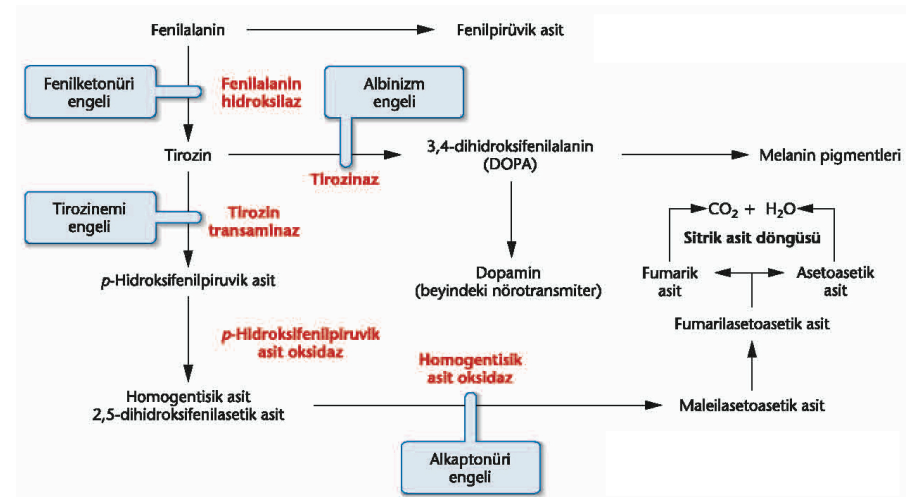 Fenilalanin
Fenilpirüvik asit
Fenilketonüri
engeli
Fenilalanin
hidroksilaz
Albinizm
engeli
Tirozin
Tirozinaz
3,4-dihidroksifenilalanin
(DOPA)
Melanin pigmentleri
Tirozinemi
engeli
Tirozin
transaminaz
CO₂ + H₂O
Sitrik asit döngüsü
p-Hidroksifenilpiruvik asit
Dopamin
(beyindeki nörotransmiter)
Fumarik
asit
Asetoasetik
asit
Fumarilasetoasetik asit
p-Hidroksifenilpiruvik
asit oksidaz
Homogentisik
asit oksidaz
Homogentisik asit
2,5-dihidroksifenilasetik asit
Maleilasetoasetik asit
Alkaptonüri
engeli